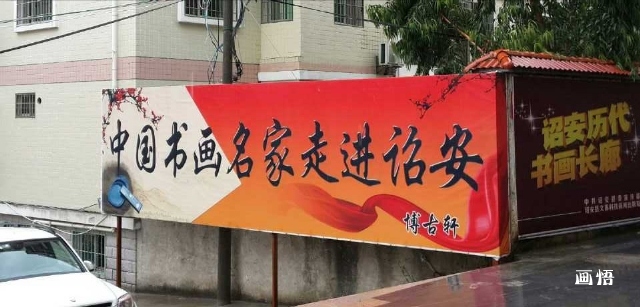 中国书画名家走进诏安
博古轩
诏安历代
书画长廊
画悟